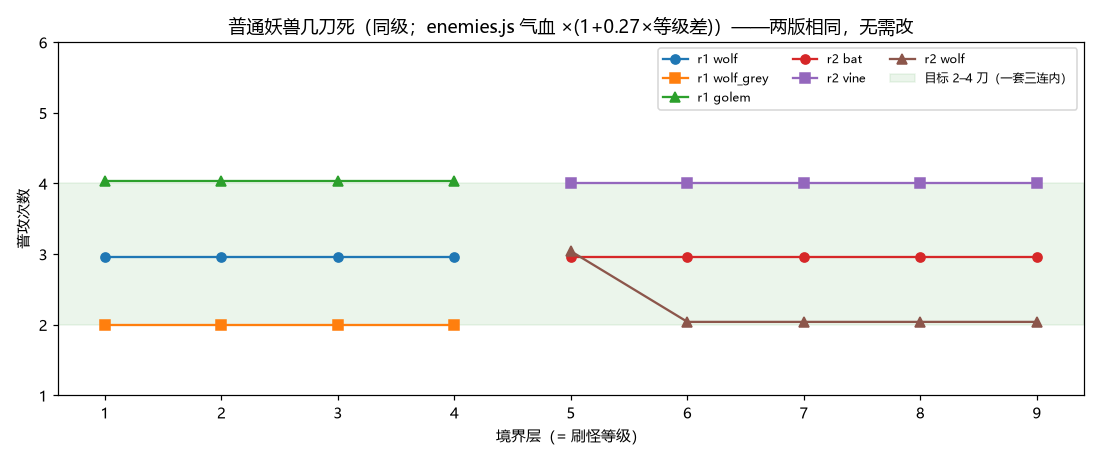 普通妖兽几刀死（同级；enemies.js 气血 ×(1+0.27×等级差)）——两版相同，无需改
r1 wolf
r1 wolf_grey
r1 golem
r2 bat
r2 vine
r2 wolf
目标 2–4 刀（一套三连内）
普攻次数
6
5
4
3
2
1
1 2 3 4 5 6 7 8 9
境界层（= 刷怪等级）